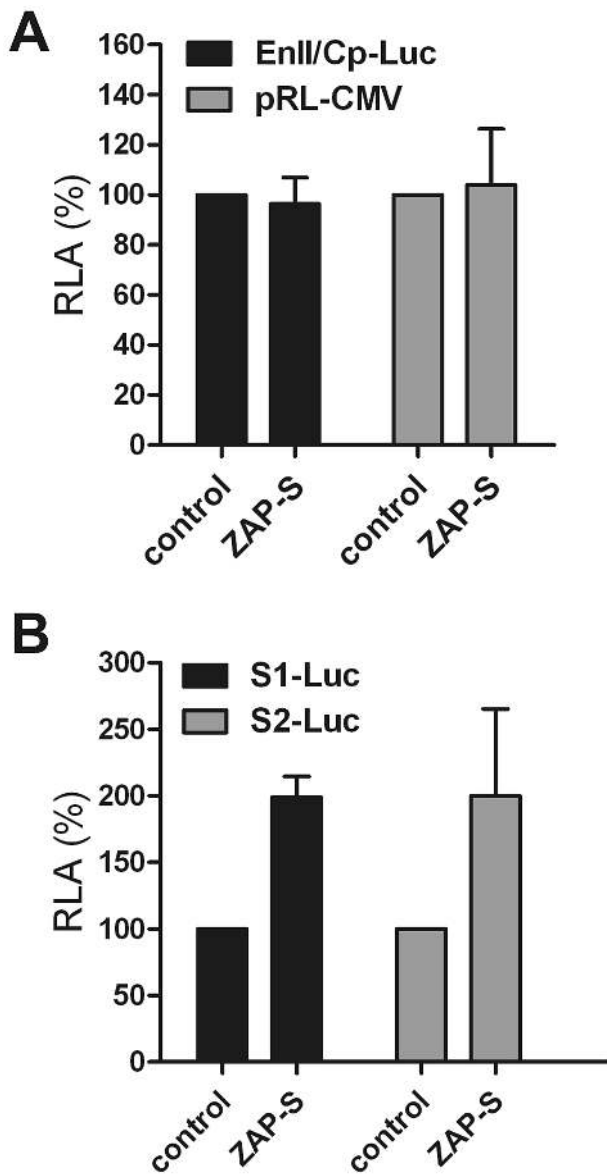 A
EnII/Cp-Luc
pRL-CMV
RLA (%)
160
140
120
100
80
60
40
20
0
control
ZAP-S
control
ZAP-S
B
S1-Luc
S2-Luc
RLA (%)
300
250
200
150
100
50
0
control
ZAP-S
control
ZAP-S